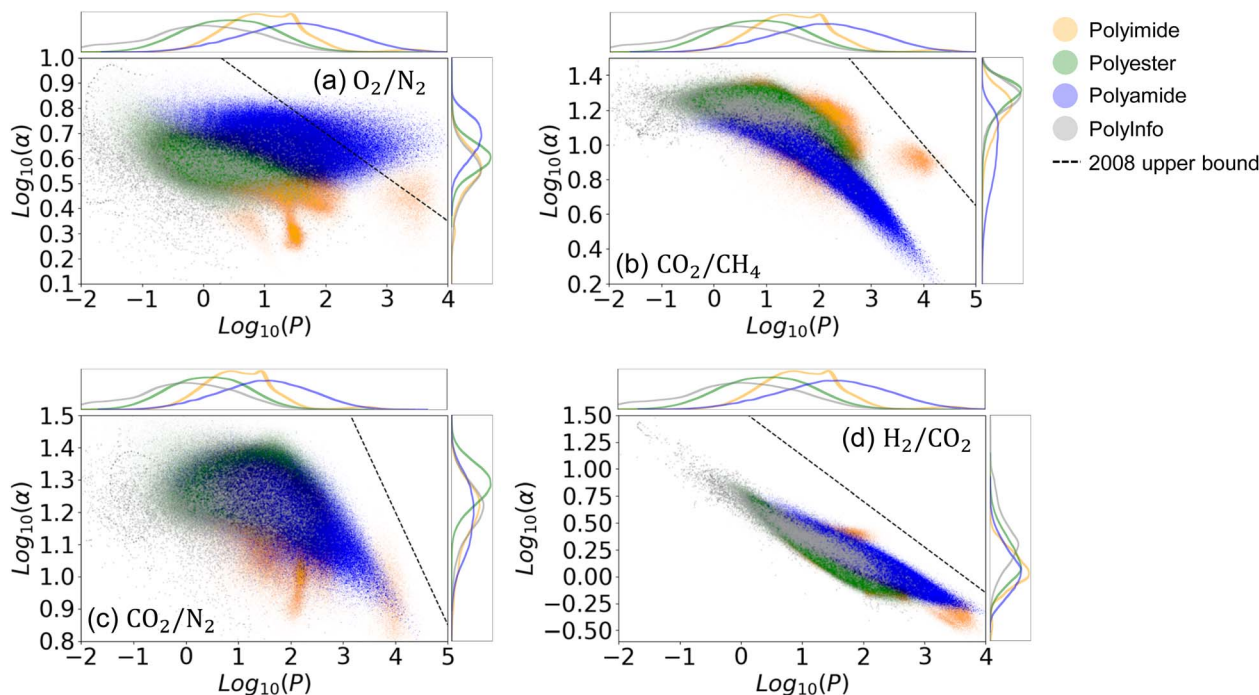 (a) O₂/N₂
Log₁₀(α)
1.0
0.9
0.8
0.7
0.6
0.5
0.4
0.3
0.2
0.1
−2 −1 0 1 2 3 4
Log₁₀(P)
(b) CO₂/CH₄
Log₁₀(α)
1.4
1.2
1.0
0.8
0.6
0.4
0.2
−2 −1 0 1 2 3 4 5
Log₁₀(P)
Polyimide
Polyester
Polyamide
PolyInfo
2008 upper bound
(c) CO₂/N₂
Log₁₀(α)
1.5
1.4
1.3
1.2
1.1
1.0
0.9
0.8
−2 −1 0 1 2 3 4 5
Log₁₀(P)
(d) H₂/CO₂
Log₁₀(α)
1.50
1.25
1.00
0.75
0.50
0.25
0.00
−0.25
−0.50
−2 −1 0 1 2 3 4
Log₁₀(P)